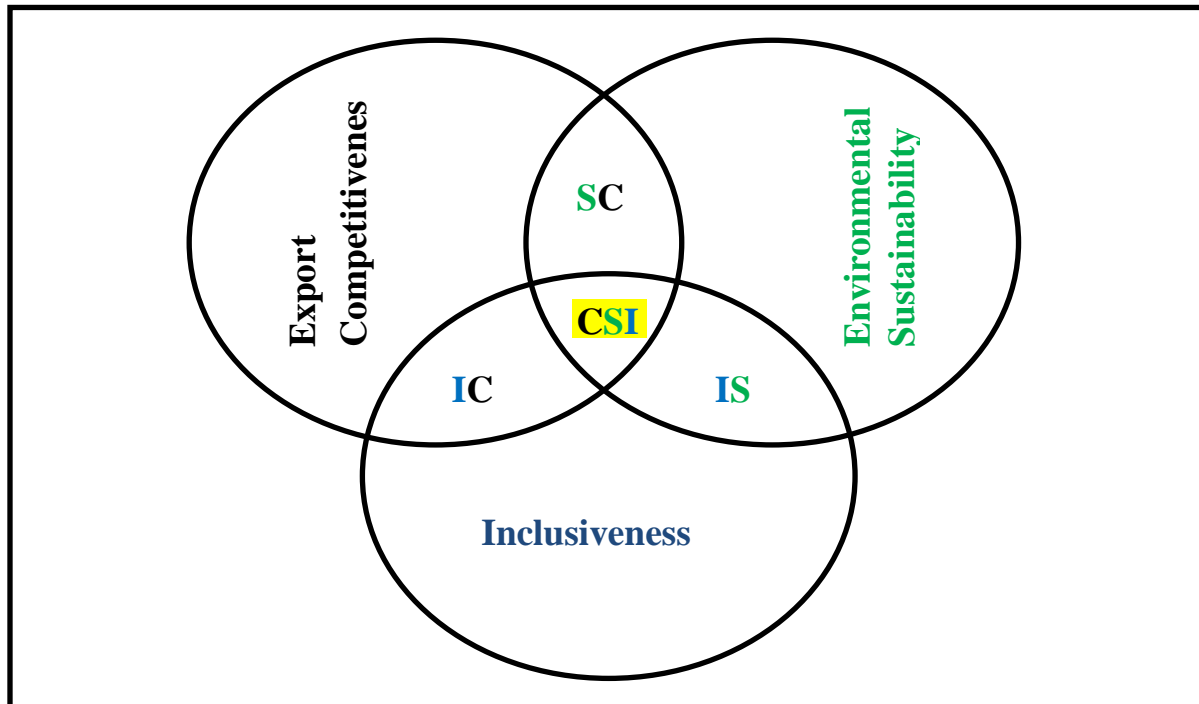 Export
Competitivenes
Environmental
Sustainability
SC
CSI
IC
IS
Inclusiveness